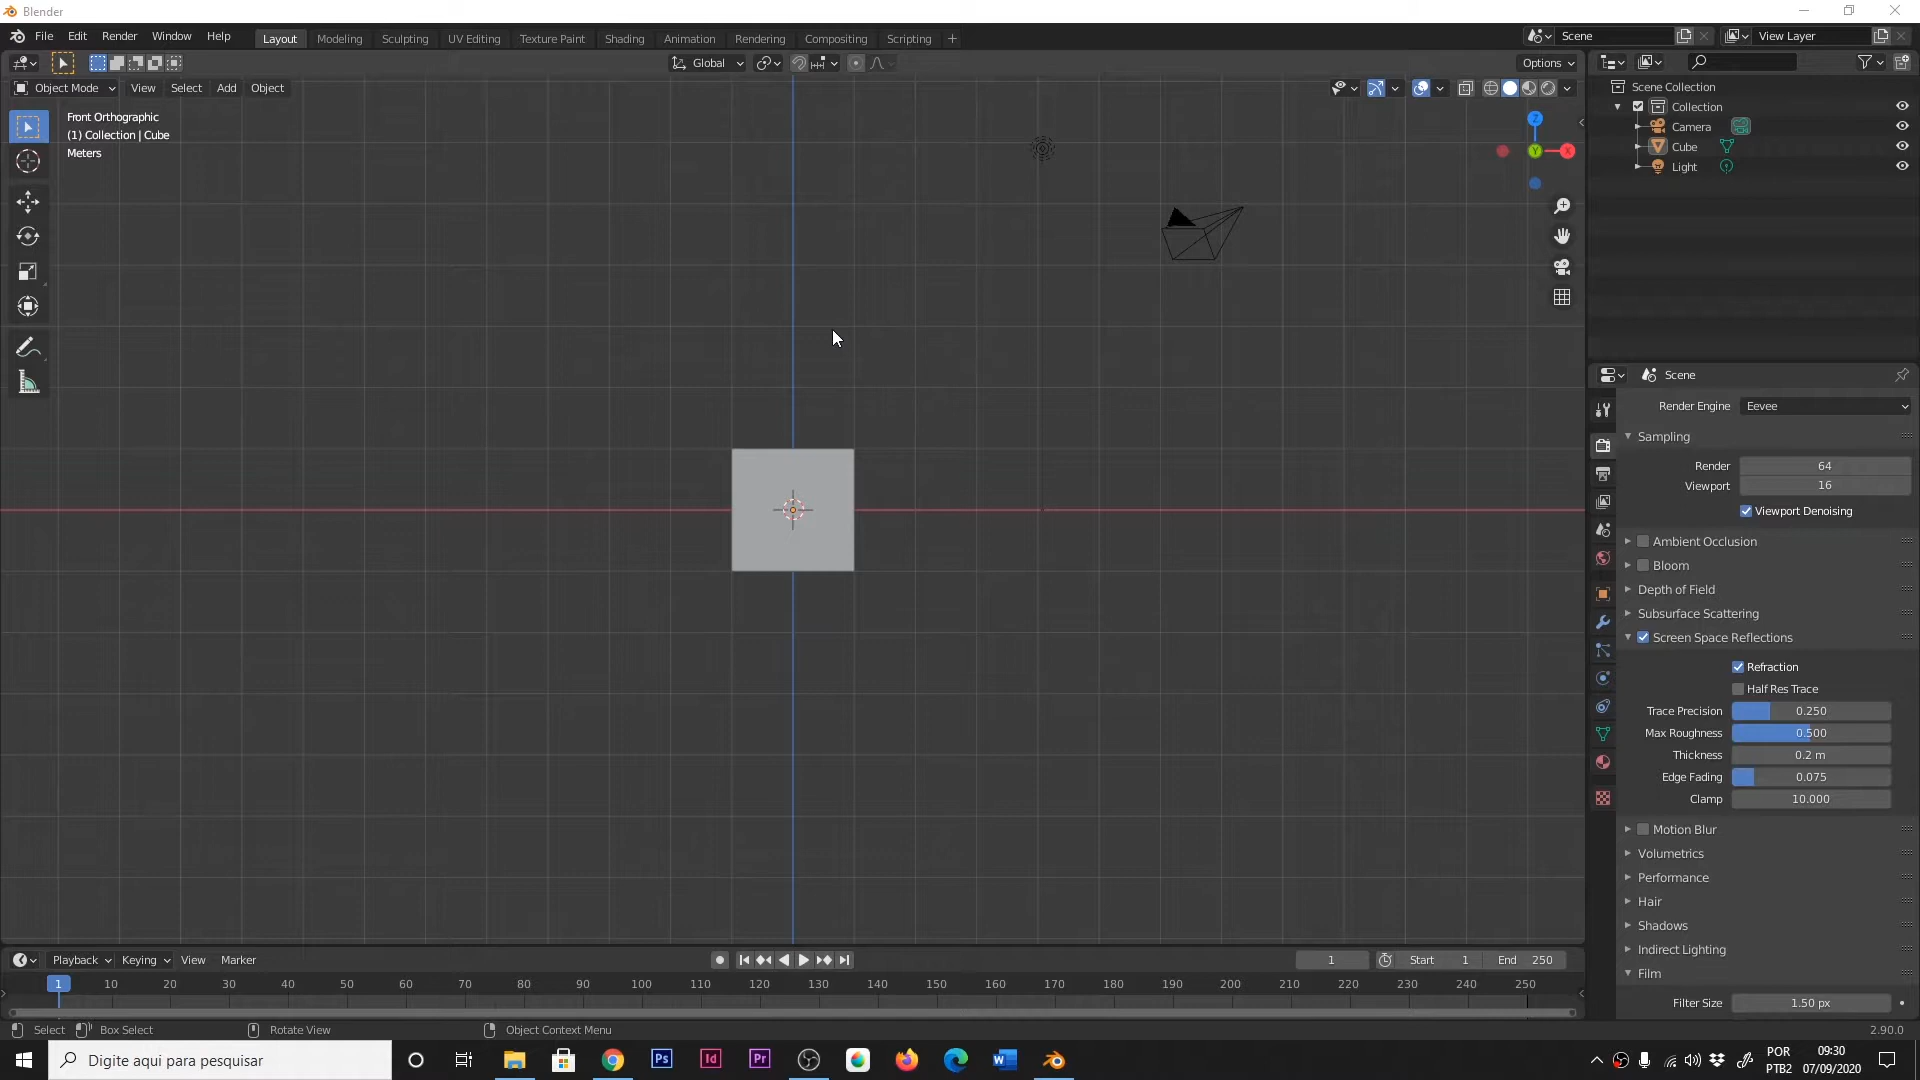 Blender
File Edit Render Window Help Layout Modeling Sculpting UV Editing Texture Paint Shading Animation Rendering Compositing Scripting + Scene View Layer
Global Options
Object Mode View Select Add Object
Front Orthographic
(1) Collection | Cube
Meters
Z
Y
X
Scene Collection
Collection
Camera
Cube
Light
Scene
Render Engine Eevee
Sampling
Render 64
Viewport 16
Viewport Denoising
Ambient Occlusion
Bloom
Depth of Field
Subsurface Scattering
Screen Space Reflections
Refraction
Half Res Trace
Trace Precision 0.250
Max Roughness 0.500
Thickness 0.2 m
Edge Fading 0.075
Clamp 10.000
Motion Blur
Volumetrics
Performance
Hair
Shadows
Indirect Lighting
Film
Filter Size 1.50 px
Playback Keying View Marker 1 Start 1 End 250
1 10 20 30 40 50 60 70 80 90 100 110 120 130 140 150 160 170 180 190 200 210 220 230 240 250
Select Box Select Rotate View Object Context Menu 2.90.0
Digite aqui para pesquisar
Ps Id Pr W
POR
PTB2
09:30
07/09/2020